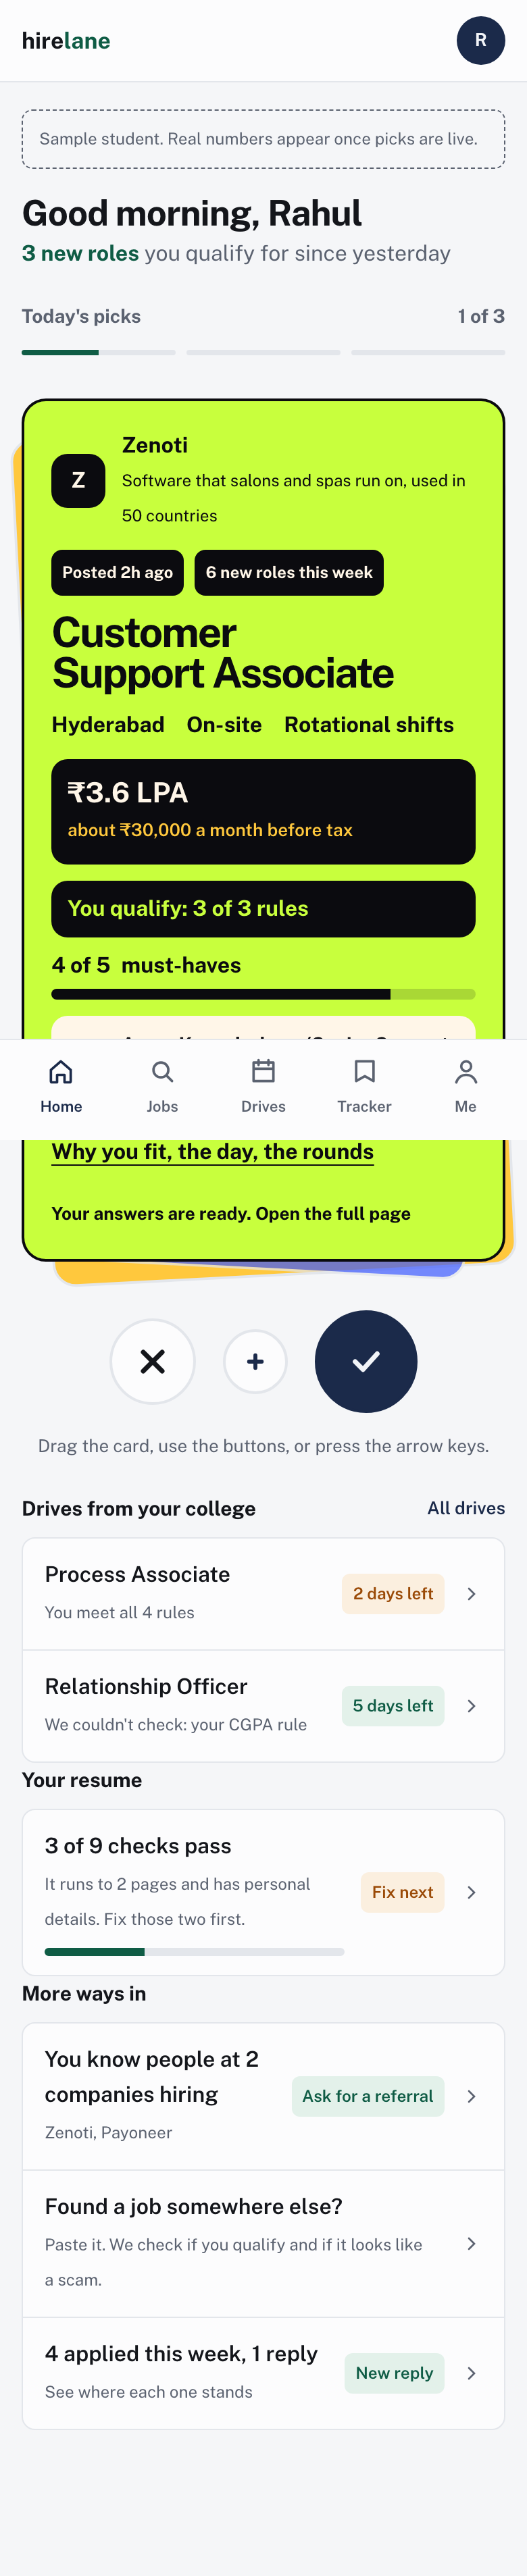 hirelane
R
Sample student. Real numbers appear once picks are live.
Good morning, Rahul
3 new roles you qualify for since yesterday
Today's picks
1 of 3
Z
Zenoti
Software that salons and spas run on, used in
50 countries
Posted 2h ago
6 new roles this week
Customer
Support Associate
Hyderabad On-site Rotational shifts
₹3.6 LPA
about ₹30,000 a month before tax
You qualify: 3 of 3 rules
4 of 5 must-haves
Home
Jobs
Drives
Tracker
Me
Why you fit, the day, the rounds
Your answers are ready. Open the full page
Drag the card, use the buttons, or press the arrow keys.
Drives from your college
All drives
Process Associate
You meet all 4 rules
2 days left
Relationship Officer
We couldn't check: your CGPA rule
5 days left
Your resume
3 of 9 checks pass
It runs to 2 pages and has personal
details. Fix those two first.
Fix next
More ways in
You know people at 2
companies hiring
Zenoti, Payoneer
Ask for a referral
Found a job somewhere else?
Paste it. We check if you qualify and if it looks like
a scam.
4 applied this week, 1 reply
See where each one stands
New reply